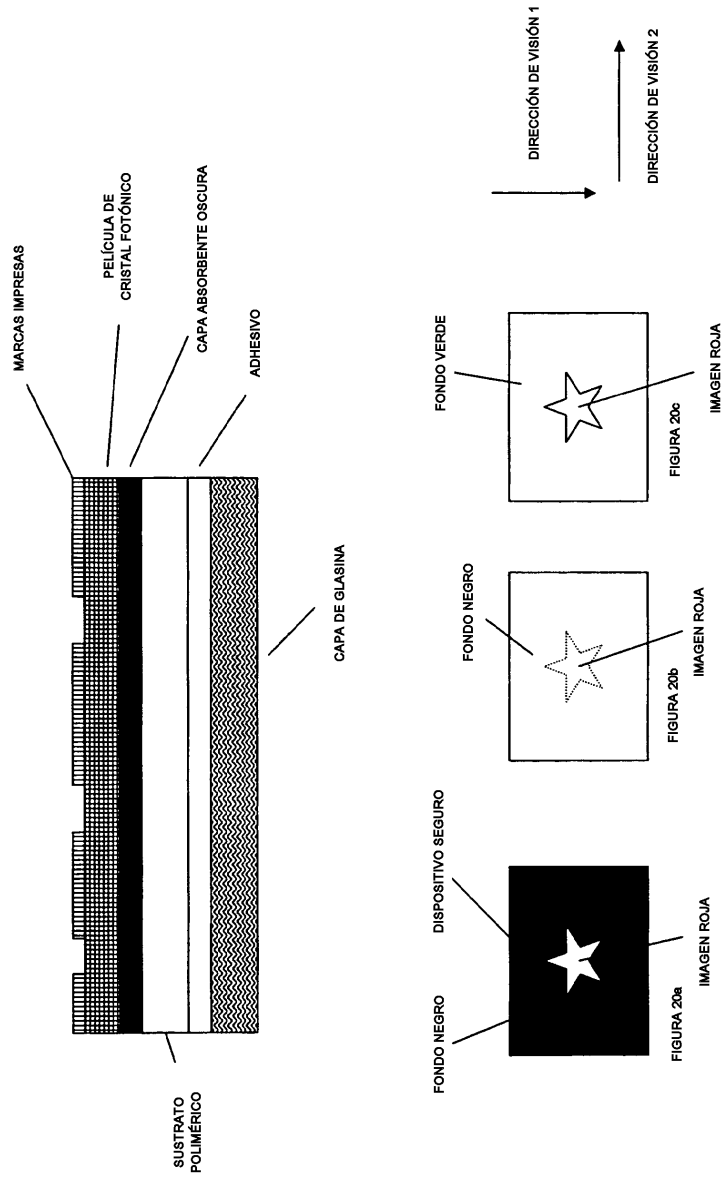 MARCAS IMPRESAS
PELÍCULA DE
CRISTAL FOTÓNICO
CAPA ABSORBENTE OSCURA
ADHESIVO
SUSTRATO
POLIMÉRICO
CAPA DE GLASINA
FONDO NEGRO
DISPOSITIVO SEGURO
IMAGEN ROJA
FIGURA 20a
FONDO NEGRO
IMAGEN ROJA
FIGURA 20b
FONDO VERDE
IMAGEN ROJA
FIGURA 20c
DIRECCIÓN DE VISIÓN 1
DIRECCIÓN DE VISIÓN 2